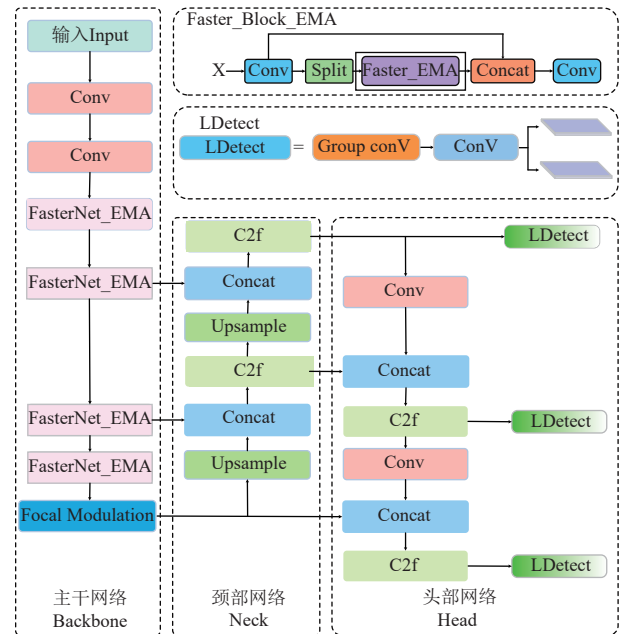 输入Input
Conv
Conv
FasterNet_EMA
FasterNet_EMA
FasterNet_EMA
FasterNet_EMA
Focal Modulation
主干网络
Backbone
Faster_Block_EMA
X
Conv
Split
Faster_EMA
Concat
Conv
LDetect
LDetect
=
Group conV
ConV
C2f
Concat
Upsample
C2f
Concat
Upsample
颈部网络
Neck
LDetect
Conv
Concat
C2f
LDetect
Conv
Concat
C2f
LDetect
头部网络
Head